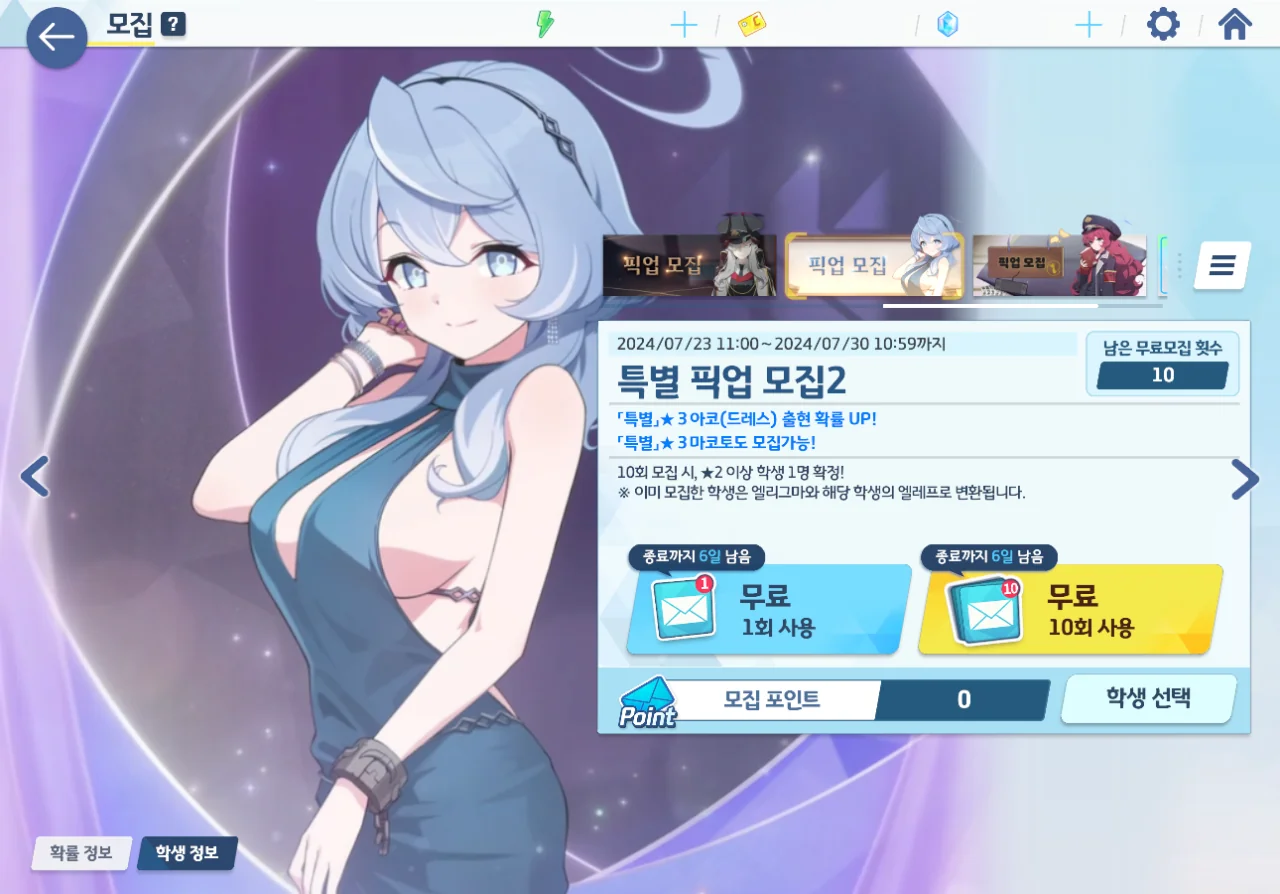 모집 ?
픽업 모집
픽업 모집
픽업 모집
2024/07/23 11:00~2024/07/30 10:59까지
특별 픽업 모집2
남은 무료모집 횟수
10
「특별」★3 아코(드레스) 출현 확률 UP!
「특별」★3 마코토도 모집가능!
10회 모집 시, ★2 이상 학생 1명 확정!
※ 이미 모집한 학생은 엘리그마와 해당 학생의 엘레프로 변환됩니다.
종료까지 6일 남음
1
무료
1회 사용
종료까지 6일 남음
10
무료
10회 사용
Point
모집 포인트
0
학생 선택
확률 정보
학생 정보